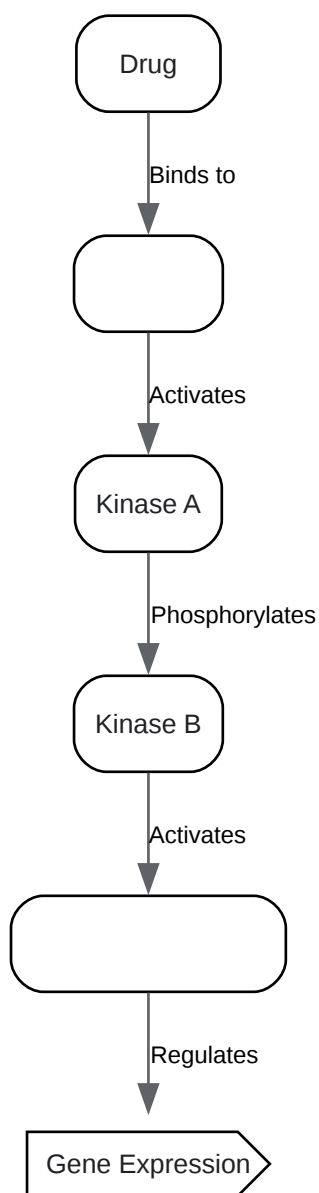 Drug
Binds to
Activates
Kinase A
Phosphorylates
Kinase B
Activates
Regulates
Gene Expression